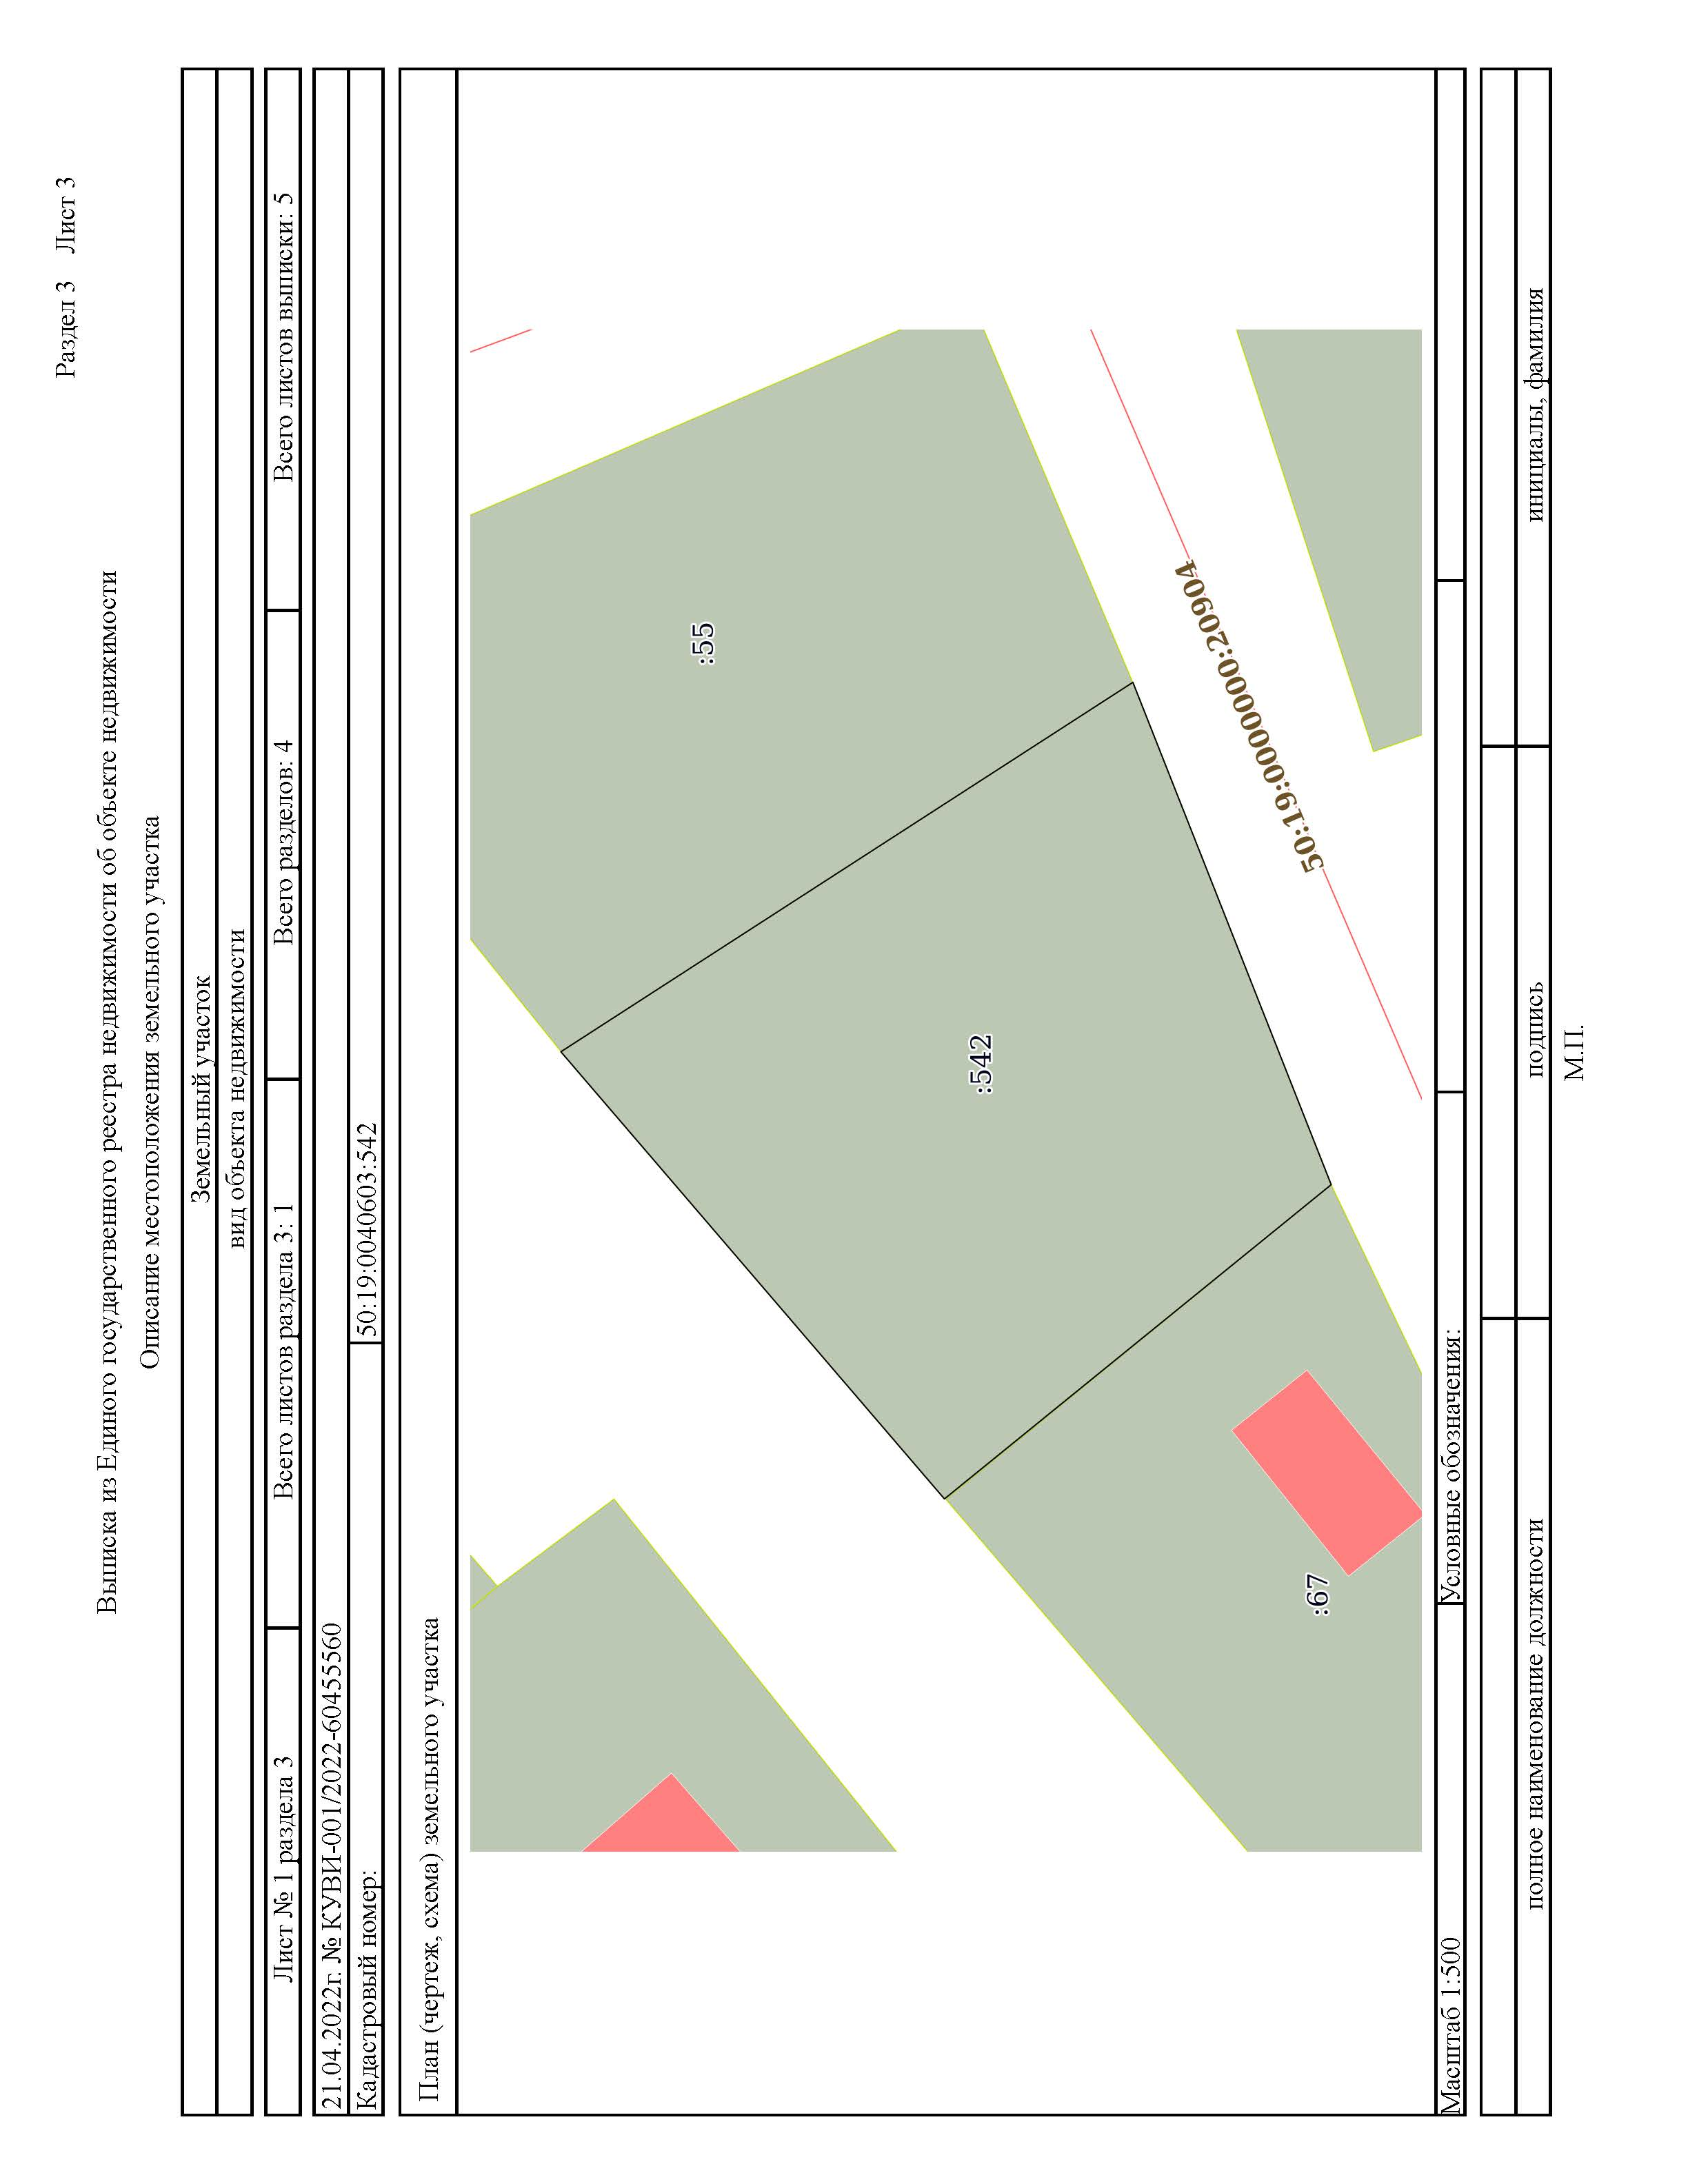 Раздел 3 Лист 3
Выписка из Единого государственного реестра недвижимости об объекте недвижимости
Описание местоположения земельного участка
Земельный участок
вид объекта недвижимости
Лист № 1 раздела 3 Всего листов раздела 3: 1 Всего разделов: 4 Всего листов выписки: 5
21.04.2022г. № КУВИ-001/2022-60455560
Кадастровый номер: 50:19:0040603:542
План (чертеж, схема) земельного участка
:55
:542
50:19:0000000:20904
:67
Масштаб 1:500 Условные обозначения:
полное наименование должности подпись инициалы, фамилия
М.П.